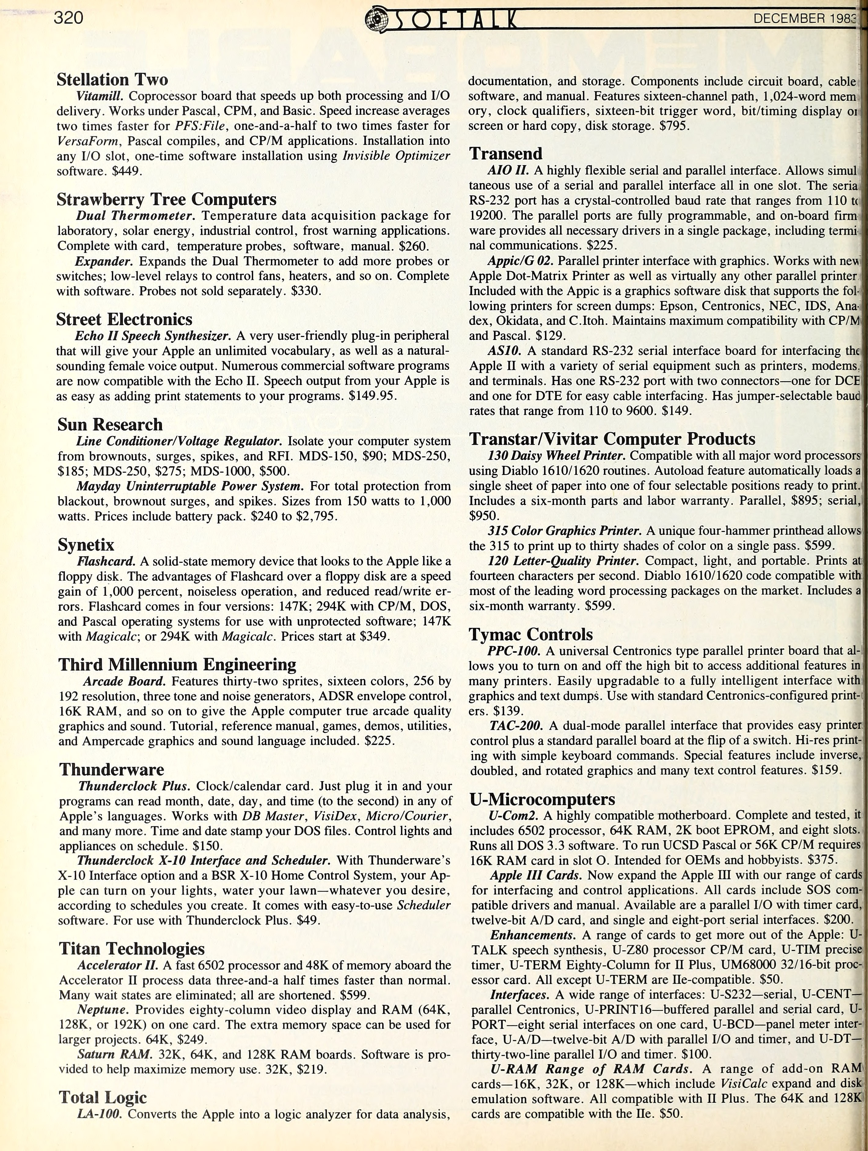 320
SOFTALK
DECEMBER 1983
Stellation Two
Vitamill. Coprocessor board that speeds up both processing and I/O
delivery. Works under Pascal, CPM, and Basic. Speed increase averages
two times faster for PFS:File, one-and-a-half to two times faster for
VersaForm, Pascal compiles, and CP/M applications. Installation into
any I/O slot, one-time software installation using Invisible Optimizer
software. $449.
Strawberry Tree Computers
Dual Thermometer. Temperature data acquisition package for
laboratory, solar energy, industrial control, frost warning applications.
Complete with card, temperature probes, software, manual. $260.
Expander. Expands the Dual Thermometer to add more probes or
switches; low-level relays to control fans, heaters, and so on. Complete
with software. Probes not sold separately. $330.
Street Electronics
Echo II Speech Synthesizer. A very user-friendly plug-in peripheral
that will give your Apple an unlimited vocabulary, as well as a natural-
sounding female voice output. Numerous commercial software programs
are now compatible with the Echo II. Speech output from your Apple is
as easy as adding print statements to your programs. $149.95.
Sun Research
Line Conditioner/Voltage Regulator. Isolate your computer system
from brownouts, surges, spikes, and RFI. MDS-150, $90; MDS-250,
$185; MDS-250, $275; MDS-1000, $500.
Mayday Uninterruptable Power System. For total protection from
blackout, brownout surges, and spikes. Sizes from 150 watts to 1,000
watts. Prices include battery pack. $240 to $2,795.
Synetix
Flashcard. A solid-state memory device that looks to the Apple like a
floppy disk. The advantages of Flashcard over a floppy disk are a speed
gain of 1,000 percent, noiseless operation, and reduced read/write er-
rors. Flashcard comes in four versions: 147K; 294K with CP/M, DOS,
and Pascal operating systems for use with unprotected software; 147K
with Magicalc; or 294K with Magicalc. Prices start at $349.
Third Millennium Engineering
Arcade Board. Features thirty-two sprites, sixteen colors, 256 by
192 resolution, three tone and noise generators, ADSR envelope control,
16K RAM, and so on to give the Apple computer true arcade quality
graphics and sound. Tutorial, reference manual, games, demos, utilities,
and Ampercade graphics and sound language included. $225.
Thunderware
Thunderclock Plus. Clock/calendar card. Just plug it in and your
programs can read month, date, day, and time (to the second) in any of
Apple's languages. Works with DB Master, VisiDex, Micro/Courier,
and many more. Time and date stamp your DOS files. Control lights and
appliances on schedule. $150.
Thunderclock X-10 Interface and Scheduler. With Thunderware's
X-10 Interface option and a BSR X-10 Home Control System, your Ap-
ple can turn on your lights, water your lawn—whatever you desire,
according to schedules you create. It comes with easy-to-use Scheduler
software. For use with Thunderclock Plus. $49.
Titan Technologies
Accelerator II. A fast 6502 processor and 48K of memory aboard the
Accelerator II process data three-and-a half times faster than normal.
Many wait states are eliminated; all are shortened. $599.
Neptune. Provides eighty-column video display and RAM (64K,
128K, or 192K) on one card. The extra memory space can be used for
larger projects. 64K, $249.
Saturn RAM. 32K, 64K, and 128K RAM boards. Software is pro-
vided to help maximize memory use. 32K, $219.
Total Logic
LA-100. Converts the Apple into a logic analyzer for data analysis,
documentation, and storage. Components include circuit board, cable
software, and manual. Features sixteen-channel path, 1,024-word mem
ory, clock qualifiers, sixteen-bit trigger word, bit/timing display or
screen or hard copy, disk storage. $795.
Transend
AIO II. A highly flexible serial and parallel interface. Allows simul
taneous use of a serial and parallel interface all in one slot. The seria
RS-232 port has a crystal-controlled baud rate that ranges from 110 to
19200. The parallel ports are fully programmable, and on-board firm
ware provides all necessary drivers in a single package, including termi
nal communications. $225.
Appic/G 02. Parallel printer interface with graphics. Works with new
Apple Dot-Matrix Printer as well as virtually any other parallel printer
Included with the Appic is a graphics software disk that supports the fol-
lowing printers for screen dumps: Epson, Centronics, NEC, IDS, Ana-
dex, Okidata, and C.Itoh. Maintains maximum compatibility with CP/M
and Pascal. $129.
AS10. A standard RS-232 serial interface board for interfacing the
Apple II with a variety of serial equipment such as printers, modems,
and terminals. Has one RS-232 port with two connectors—one for DCE
and one for DTE for easy cable interfacing. Has jumper-selectable baud
rates that range from 110 to 9600. $149.
Transtar/Vivitar Computer Products
130 Daisy Wheel Printer. Compatible with all major word processors
using Diablo 1610/1620 routines. Autoload feature automatically loads a
single sheet of paper into one of four selectable positions ready to print.
Includes a six-month parts and labor warranty. Parallel, $895; serial,
$950.
315 Color Graphics Printer. A unique four-hammer printhead allows
the 315 to print up to thirty shades of color on a single pass. $599.
120 Letter-Quality Printer. Compact, light, and portable. Prints at
fourteen characters per second. Diablo 1610/1620 code compatible with
most of the leading word processing packages on the market. Includes a
six-month warranty. $599.
Tymac Controls
PPC-100. A universal Centronics type parallel printer board that al-
lows you to turn on and off the high bit to access additional features in
many printers. Easily upgradable to a fully intelligent interface with
graphics and text dumps. Use with standard Centronics-configured print-
ers. $139.
TAC-200. A dual-mode parallel interface that provides easy printer
control plus a standard parallel board at the flip of a switch. Hi-res print-
ing with simple keyboard commands. Special features include inverse,
doubled, and rotated graphics and many text control features. $159.
U-Microcomputers
U-Com2. A highly compatible motherboard. Complete and tested, it
includes 6502 processor, 64K RAM, 2K boot EPROM, and eight slots.
Runs all DOS 3.3 software. To run UCSD Pascal or 56K CP/M requires
16K RAM card in slot O. Intended for OEMs and hobbyists. $375.
Apple III Cards. Now expand the Apple III with our range of cards
for interfacing and control applications. All cards include SOS com-
patible drivers and manual. Available are a parallel I/O with timer card,
twelve-bit A/D card, and single and eight-port serial interfaces. $200.
Enhancements. A range of cards to get more out of the Apple: U-
TALK speech synthesis, U-Z80 processor CP/M card, U-TIM precise
timer, U-TERM Eighty-Column for II Plus, UM68000 32/16-bit proc-
essor card. All except U-TERM are IIe-compatible. $50.
Interfaces. A wide range of interfaces: U-S232—serial, U-CENT—
parallel Centronics, U-PRINT16—buffered parallel and serial card, U-
PORT—eight serial interfaces on one card, U-BCD—panel meter inter-
face, U-A/D—twelve-bit A/D with parallel I/O and timer, and U-DT—
thirty-two-line parallel I/O and timer. $100.
U-RAM Range of RAM Cards. A range of add-on RAM
cards—16K, 32K, or 128K—which include VisiCalc expand and disk
emulation software. All compatible with II Plus. The 64K and 128K
cards are compatible with the IIe. $50.